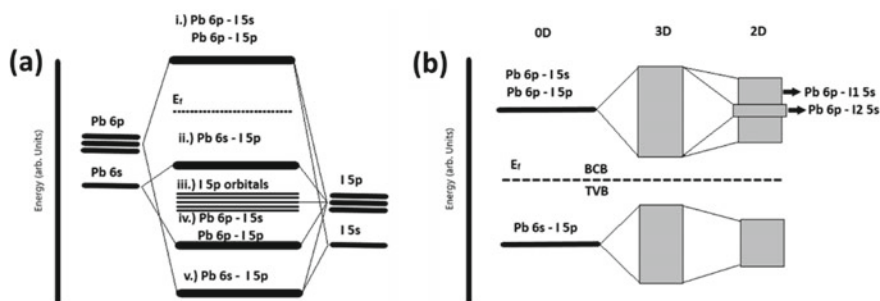 (a)
Energy (arb. Units)
i.) Pb 6p - I 5s
Pb 6p - I 5p
Ef
Pb 6p
ii.) Pb 6s - I 5p
Pb 6s
iii.) I 5p orbitals
I 5p
iv.) Pb 6p - I 5s
Pb 6p - I 5p
I 5s
v.) Pb 6s - I 5p
(b)
Energy (arb. Units)
0D 3D 2D
Pb 6p - I 5s
Pb 6p - I 5p
Pb 6p - I1 5s
Pb 6p - I2 5s
Ef
BCB
TVB
Pb 6s - I 5p